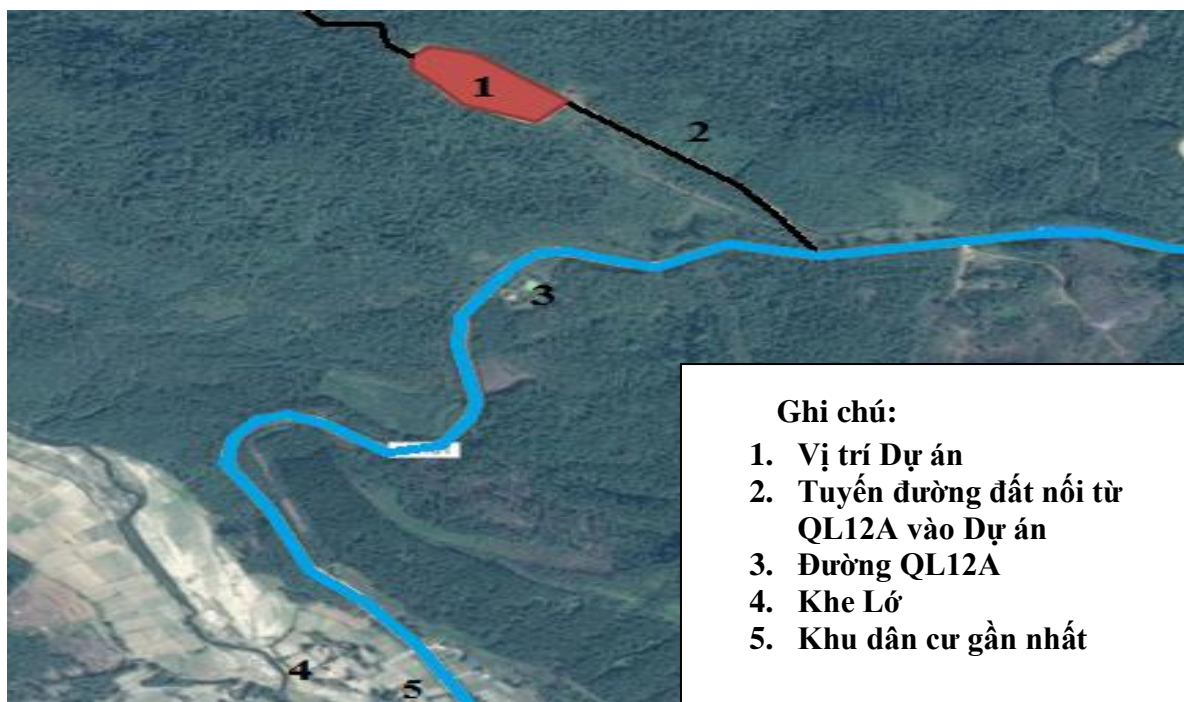 1
2
3
Ghi chú:
1. Vị trí Dự án
2. Tuyến đường đất nối từ
QL12A vào Dự án
3. Đường QL12A
4. Khe Lớ
5. Khu dân cư gần nhất
4
5